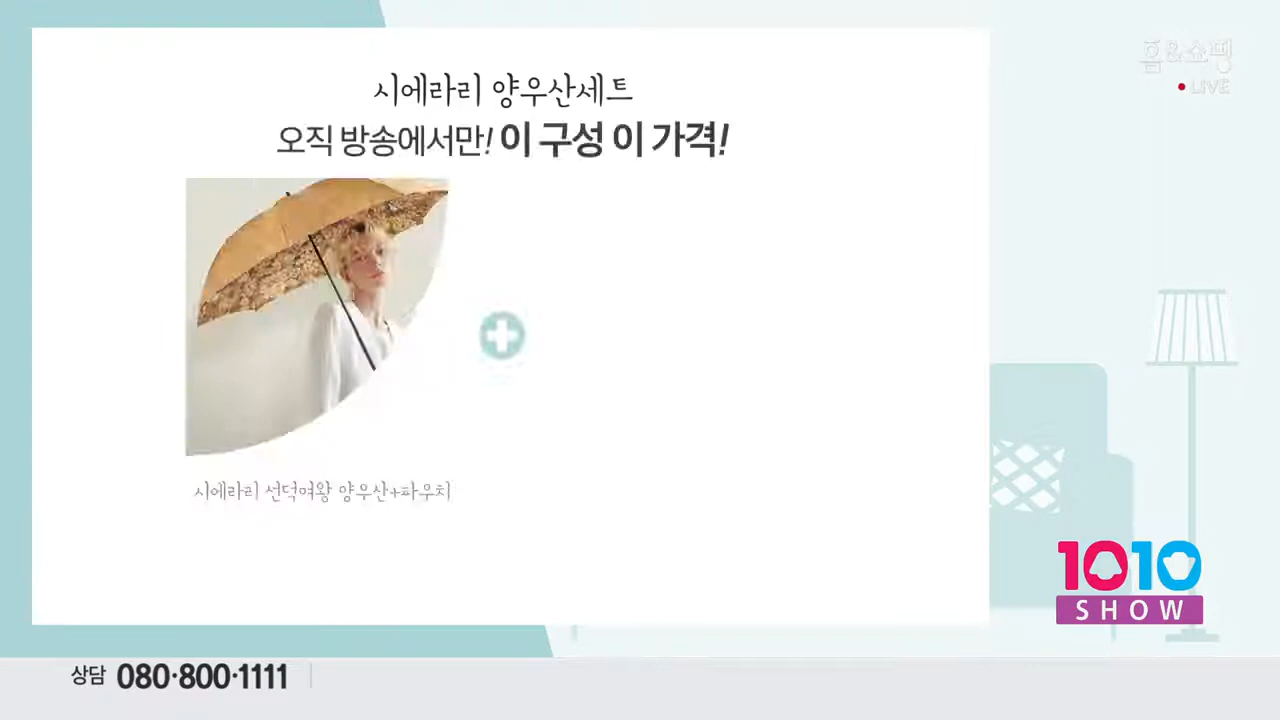 홈&쇼핑
LIVE
시에라리 양우산세트
오직 방송에서만! 이 구성 이 가격!
시에라리 선덕여왕 양우산+파우치
1010
SHOW
상담 080·800·1111